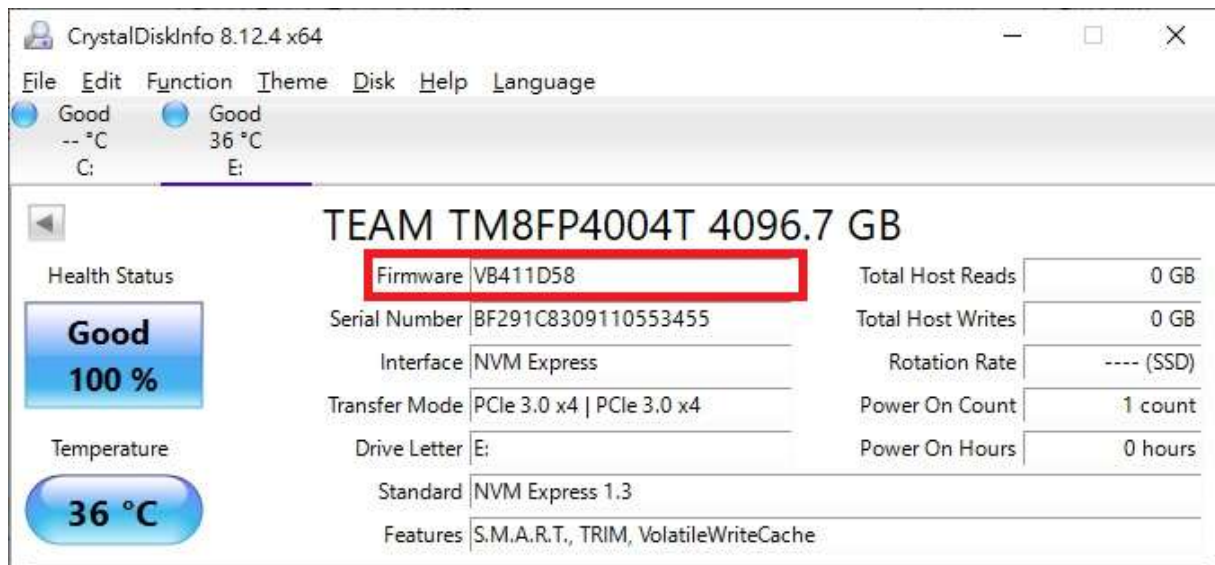 CrystalDiskInfo 8.12.4 x64
File Edit Function Theme Disk Help Language
Good Good
-- °C 36 °C
C: E:
TEAM TM8FP4004T 4096.7 GB
Health Status
Good
100 %
Temperature
36 °C
Firmware VB411D58
Serial Number BF291C8309110553455
Interface NVM Express
Transfer Mode PCIe 3.0 x4 | PCIe 3.0 x4
Drive Letter E:
Standard NVM Express 1.3
Features S.M.A.R.T., TRIM, VolatileWriteCache
Total Host Reads 0 GB
Total Host Writes 0 GB
Rotation Rate ---- (SSD)
Power On Count 1 count
Power On Hours 0 hours